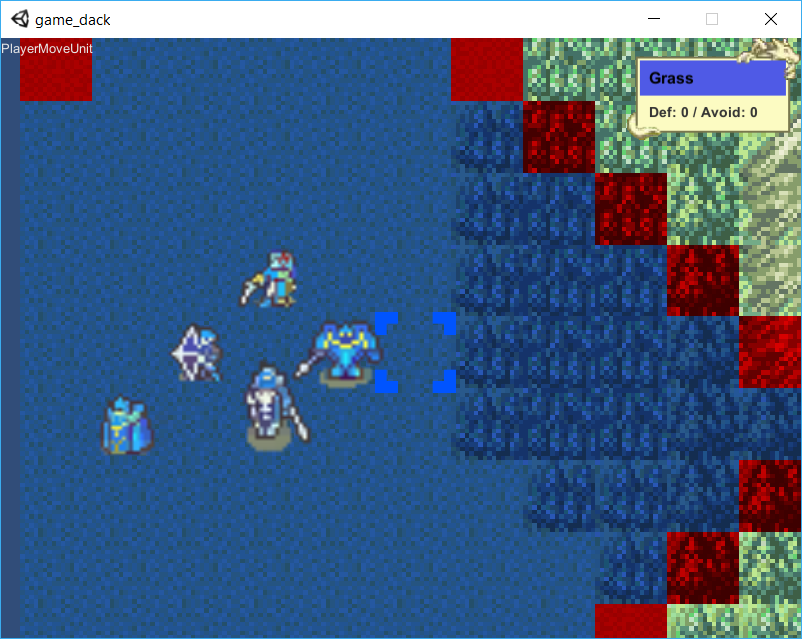 game_dack
PlayerMoveUnit
Grass
Def: 0 / Avoid: 0